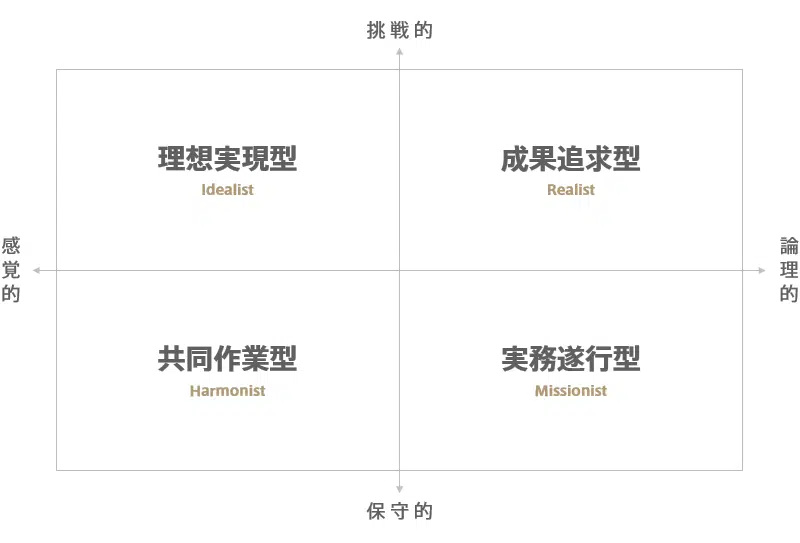 挑戦的
理想実現型
Idealist
成果追求型
Realist
感覚的
論理的
共同作業型
Harmonist
実務遂行型
Missionist
保守的